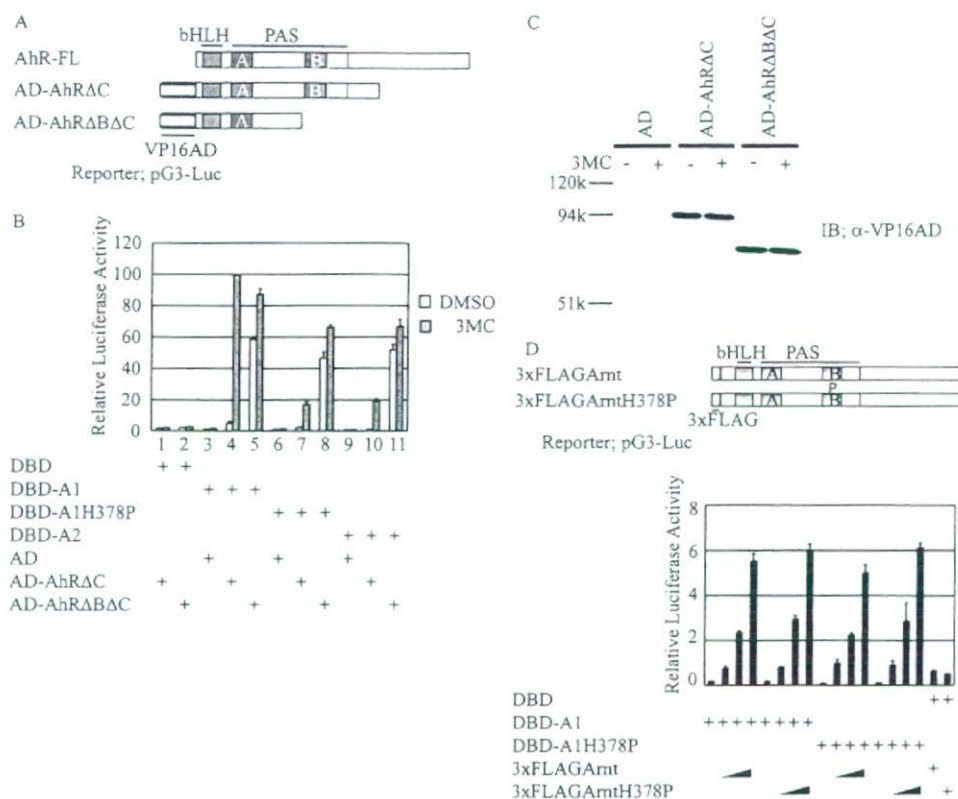 A
bHLH PAS
AhR-FL A B
AD-AhRΔC A B
AD-AhRΔBΔC A
VP16AD
Reporter; pG3-Luc
B
Relative Luciferase Activity
120
100
80
60
40
20
0
DMSO
3MC
1 2 3 4 5 6 7 8 9 10 11
DBD + +
DBD-A1 + + +
DBD-A1H378P + + +
DBD-A2 + + +
AD + + +
AD-AhRΔC + + + +
AD-AhRΔBΔC + + + +
C
AD
AD-AhRΔC
AD-AhRΔBΔC
3MC - + - + - +
120k
94k
51k
IB; α-VP16AD
D
bHLH PAS
3xFLAGArnt A B
P
3xFLAGArntH378P A B
3xFLAG
Reporter; pG3-Luc
Relative Luciferase Activity
8
6
4
2
0
DBD ++
DBD-A1 ++++++++
DBD-A1H378P ++++++++
3xFLAGArnt +
3xFLAGArntH378P +